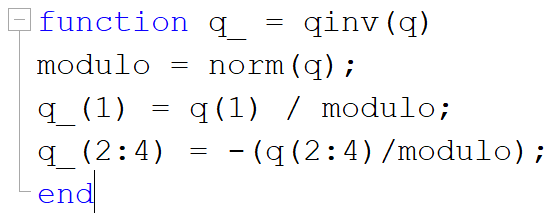 function q_ = qinv(q)
modulo = norm(q);
q_(1) = q(1) / modulo;
q_(2:4) = -(q(2:4)/modulo);
end